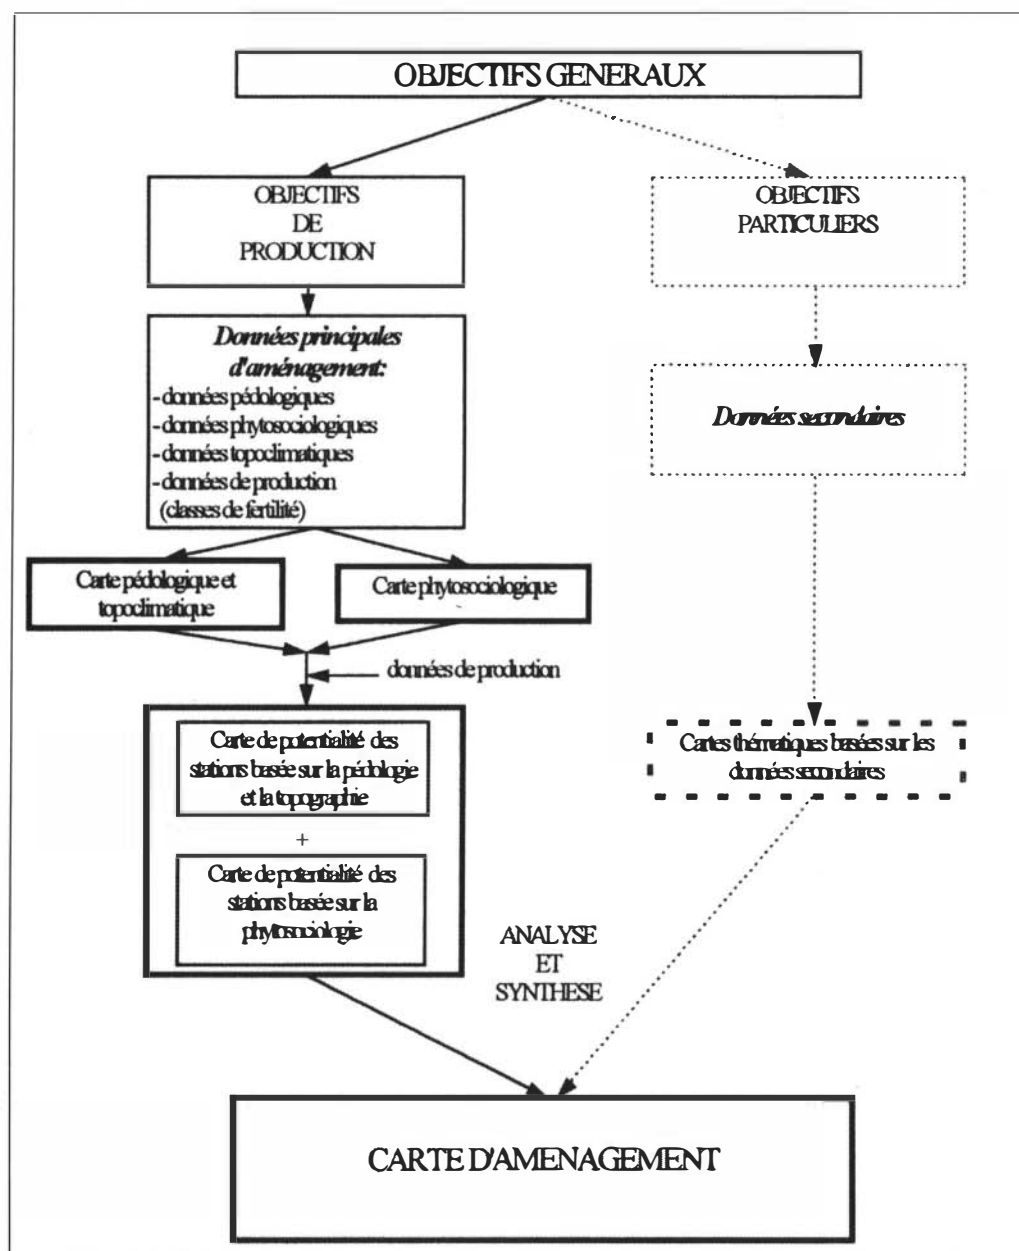 OBJECTIFS GENERAUX
OBJECTIFS
DE
PRODUCTION
OBJECTIFS
PARTICULIERS
Données principales
d'aménagement:
- données pédologiques
- données phytosociologiques
- données topoclimatiques
- données de production
(classes de fertilité)
Données secondaires
Carte pédologique et
topoclimatique
Carte phytosociologique
données de production
Carte de potentialité des
stations basée sur la pédologie
et la topographie
+
Carte de potentialité des
stations basée sur la
phytosociologie
Cartes thématiques basées sur les
données secondaires
ANALYSE
ET
SYNTHESE
CARTE D'AMENAGEMENT